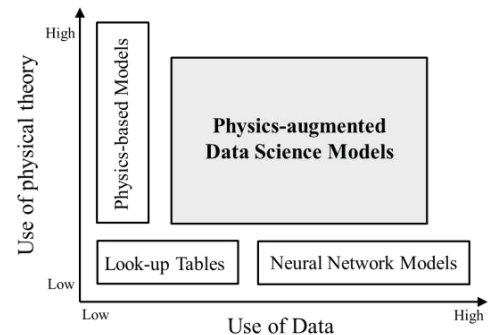 High
Use of physical theory
Physics-based Models
Physics-augmented
Data Science Models
Look-up Tables
Neural Network Models
Low
Low
High
Use of Data